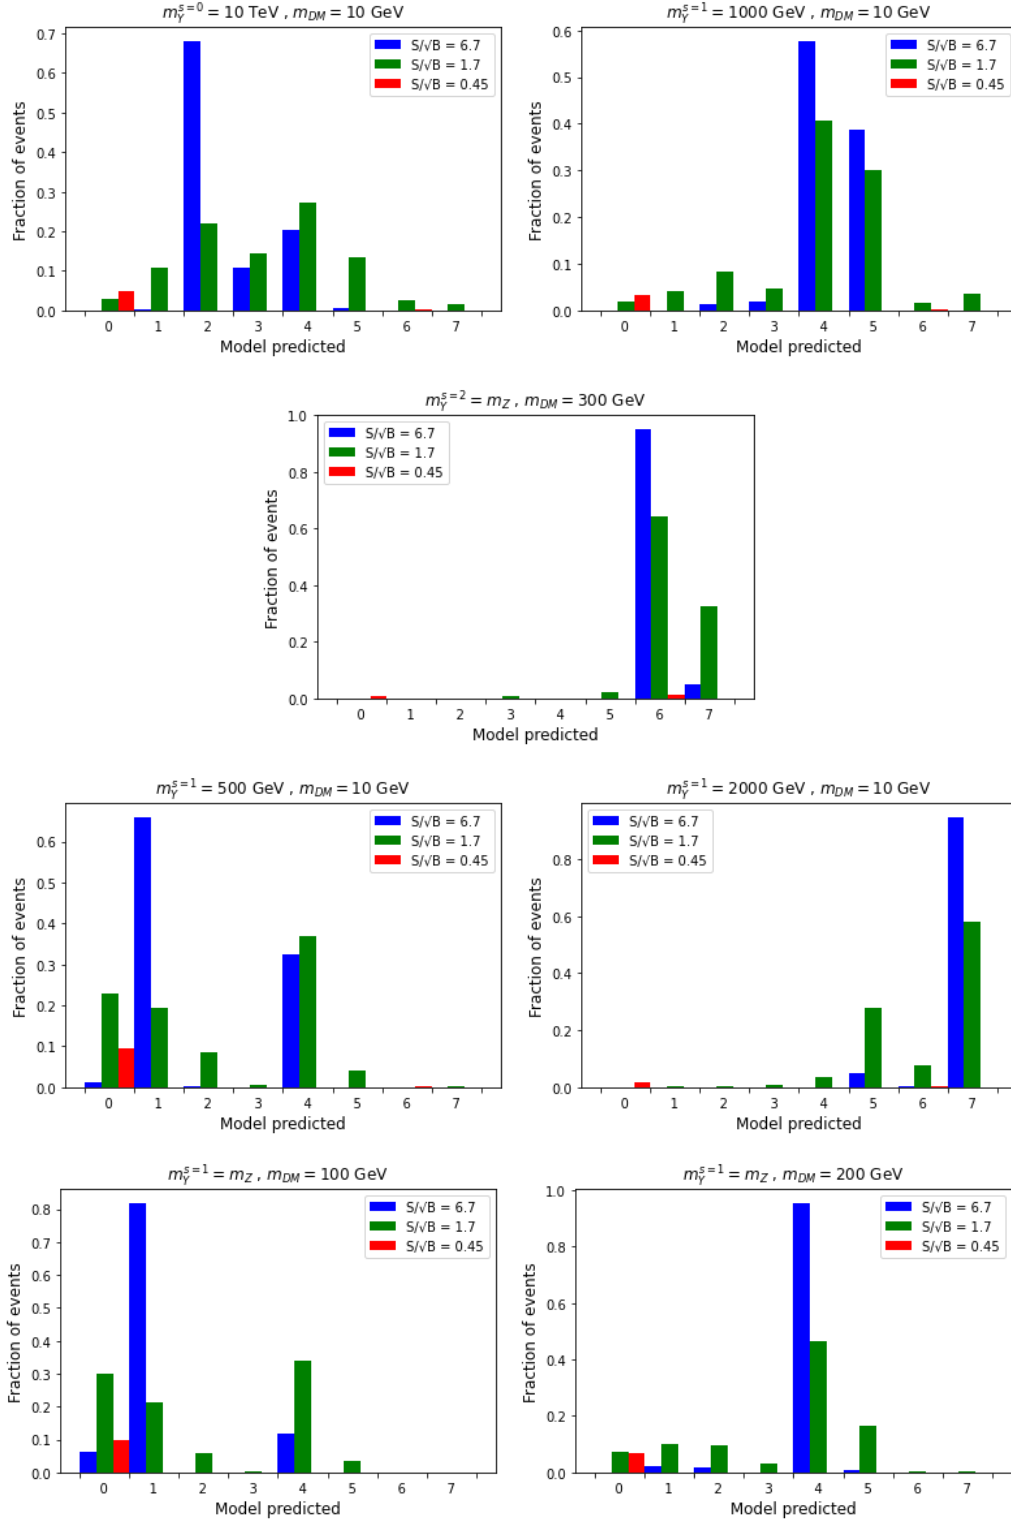 $m_Y^{s=0} = 10$ TeV , $m_{DM} = 10$ GeV
Fraction of events
0.7
0.6
0.5
0.4
0.3
0.2
0.1
0.0
S/√B = 6.7
S/√B = 1.7
S/√B = 0.45
0 1 2 3 4 5 6 7
Model predicted
$m_Y^{s=1} = 1000$ GeV , $m_{DM} = 10$ GeV
Fraction of events
0.6
0.5
0.4
0.3
0.2
0.1
0.0
S/√B = 6.7
S/√B = 1.7
S/√B = 0.45
0 1 2 3 4 5 6 7
Model predicted
$m_Y^{s=2} = m_Z$ , $m_{DM} = 300$ GeV
Fraction of events
1.0
0.8
0.6
0.4
0.2
0.0
S/√B = 6.7
S/√B = 1.7
S/√B = 0.45
0 1 2 3 4 5 6 7
Model predicted
$m_Y^{s=1} = 500$ GeV , $m_{DM} = 10$ GeV
Fraction of events
0.6
0.5
0.4
0.3
0.2
0.1
0.0
S/√B = 6.7
S/√B = 1.7
S/√B = 0.45
0 1 2 3 4 5 6 7
Model predicted
$m_Y^{s=1} = 2000$ GeV , $m_{DM} = 10$ GeV
Fraction of events
0.8
0.6
0.4
0.2
0.0
S/√B = 6.7
S/√B = 1.7
S/√B = 0.45
0 1 2 3 4 5 6 7
Model predicted
$m_Y^{s=1} = m_Z$ , $m_{DM} = 100$ GeV
Fraction of events
0.8
0.7
0.6
0.5
0.4
0.3
0.2
0.1
0.0
S/√B = 6.7
S/√B = 1.7
S/√B = 0.45
0 1 2 3 4 5 6 7
Model predicted
$m_Y^{s=1} = m_Z$ , $m_{DM} = 200$ GeV
Fraction of events
1.0
0.8
0.6
0.4
0.2
0.0
S/√B = 6.7
S/√B = 1.7
S/√B = 0.45
0 1 2 3 4 5 6 7
Model predicted